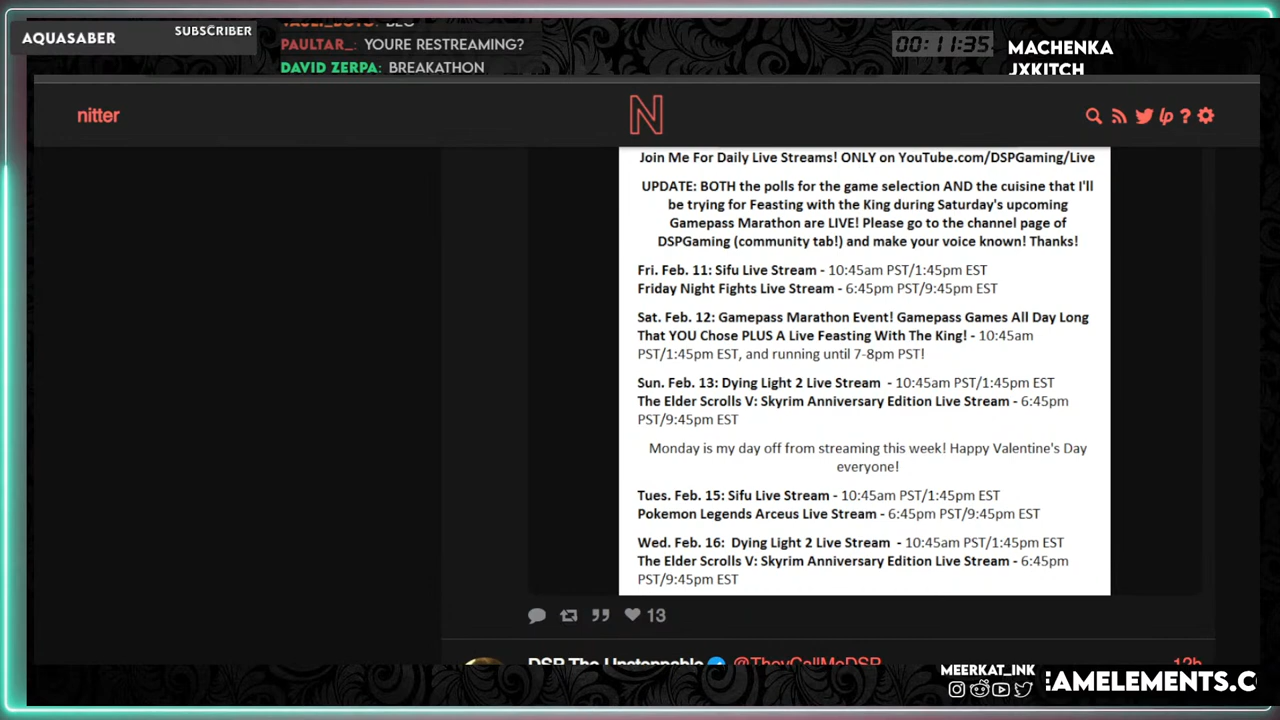 AQUASABER
SUBSCRIBER
PAULTAR_: YOURE RESTREAMING?
DAVID ZERPA: BREAKATHON
00:11:35
MACHENKA
JXKITCH
nitter
N
Join Me For Daily Live Streams! ONLY on YouTube.com/DSPGaming/Live
UPDATE: BOTH the polls for the game selection AND the cuisine that I'll
be trying for Feasting with the King during Saturday's upcoming
Gamepass Marathon are LIVE! Please go to the channel page of
DSPGaming (community tab!) and make your voice known! Thanks!
Fri. Feb. 11: Sifu Live Stream - 10:45am PST/1:45pm EST
Friday Night Fights Live Stream - 6:45pm PST/9:45pm EST
Sat. Feb. 12: Gamepass Marathon Event! Gamepass Games All Day Long
That YOU Chose PLUS A Live Feasting With The King! - 10:45am
PST/1:45pm EST, and running until 7-8pm PST!
Sun. Feb. 13: Dying Light 2 Live Stream - 10:45am PST/1:45pm EST
The Elder Scrolls V: Skyrim Anniversary Edition Live Stream - 6:45pm
PST/9:45pm EST
Monday is my day off from streaming this week! Happy Valentine's Day
everyone!
Tues. Feb. 15: Sifu Live Stream - 10:45am PST/1:45pm EST
Pokemon Legends Arceus Live Stream - 6:45pm PST/9:45pm EST
Wed. Feb. 16: Dying Light 2 Live Stream - 10:45am PST/1:45pm EST
The Elder Scrolls V: Skyrim Anniversary Edition Live Stream - 6:45pm
PST/9:45pm EST
13
DSP The Unstoppable @TheyCallMeDSP 12h
MEERKAT_INK
EAMELEMENTS.C